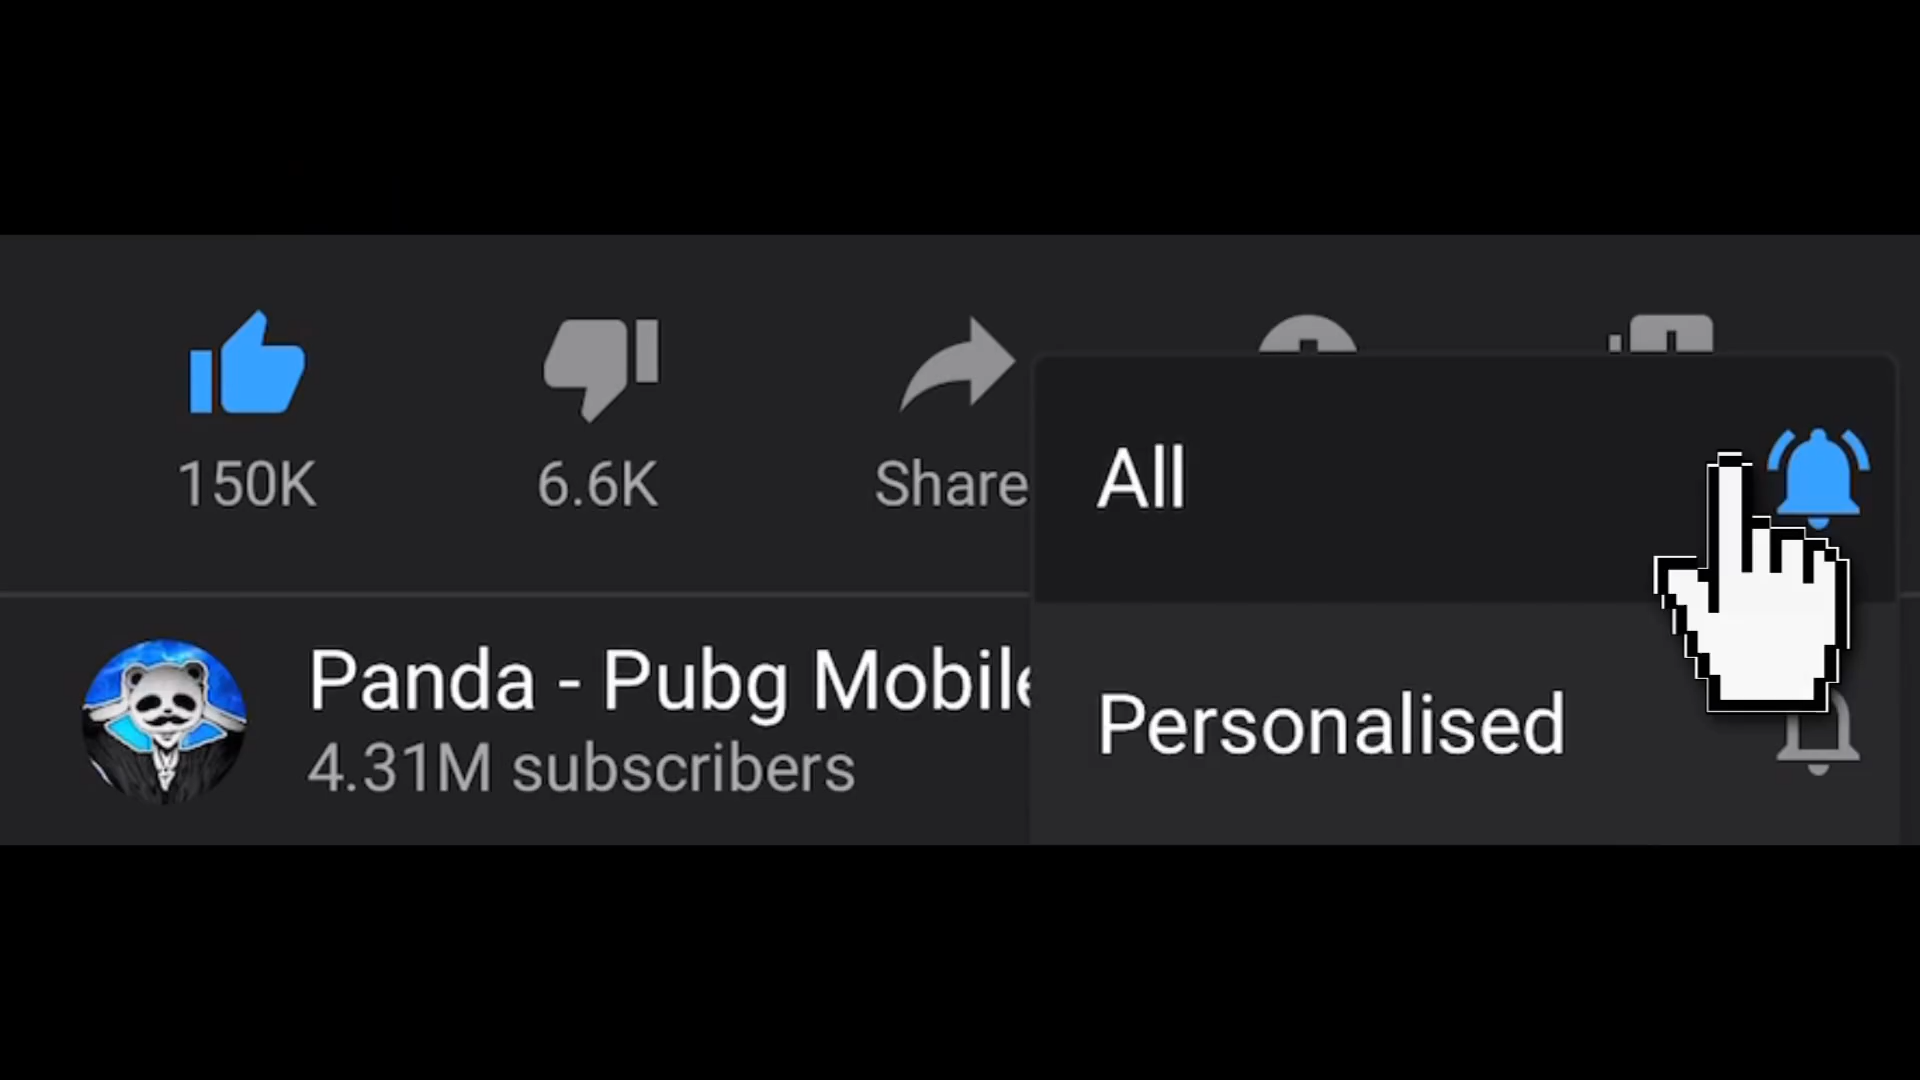 150K
6.6K
Share
All
Panda - Pubg Mobile
4.31M subscribers
Personalised